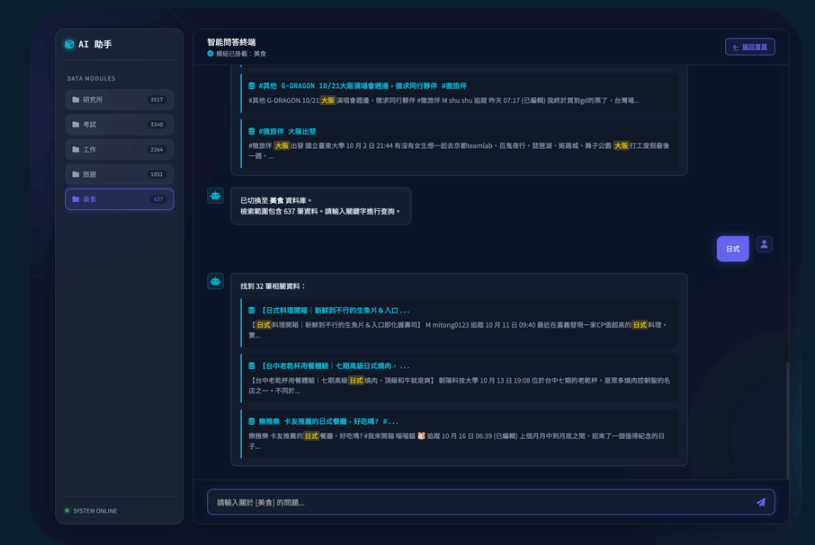 AI 助手
DATA MODULES
研究所 3517
考試 3340
工作 2264
旅遊 1051
美食 637
SYSTEM ONLINE
智能問答終端
模組已掛載：美食
返回首頁
#其他 G-DRAGON 10/21大阪演唱會週邊，徵求同行夥伴 #徵旅伴
#其他 G-DRAGON 10/21 大阪 演唱會週邊，徵求同行夥伴 #徵旅伴 M shu shu 追蹤 昨天 07:17 (已編輯) 我終於買到gd的票了，台灣場...
#徵旅伴 大阪出發
#徵旅伴 大阪 出發 國立臺東大學 10 月 2 日 21:44 有沒有女生想一起去京都teamlab、百鬼夜行、琵琶湖、姬路城、舞子公園 大阪 打工度假最後
一週，...
已切換至 美食 資料庫。
檢索範圍包含 637 筆資料。請輸入關鍵字進行查詢。
日式
找到 32 筆相關資料：
【日式料理開箱｜新鮮到不行的生魚片＆入口...
【 日式 料理開箱｜新鮮到不行的生魚片＆入口即化握壽司】 M mitong0123 追蹤 10 月 11 日 09:40 最近在嘉義發現一家CP值超高的 日式 料理，
實...
【台中老乾杯用餐體驗｜七期高級日式燒肉，...
【台中老乾杯用餐體驗｜七期高級 日式 燒肉，頂級和牛就是爽】 朝陽科技大學 10 月 13 日 19:08 位於台中七期的老乾杯，是眾多燒肉控朝聖的名
店之一。不同於...
樂雅樂 卡友推薦的日式餐廳，好吃嗎? #...
樂雅樂 卡友推薦的 日式 餐廳，好吃嗎? #我來開箱 喵喵貓 🐹 追蹤 10 月 16 日 06:39 (已編輯) 上個月月中到月底之間，迎來了一個值得紀念的日
子...
請輸入關於 [美食] 的問題...